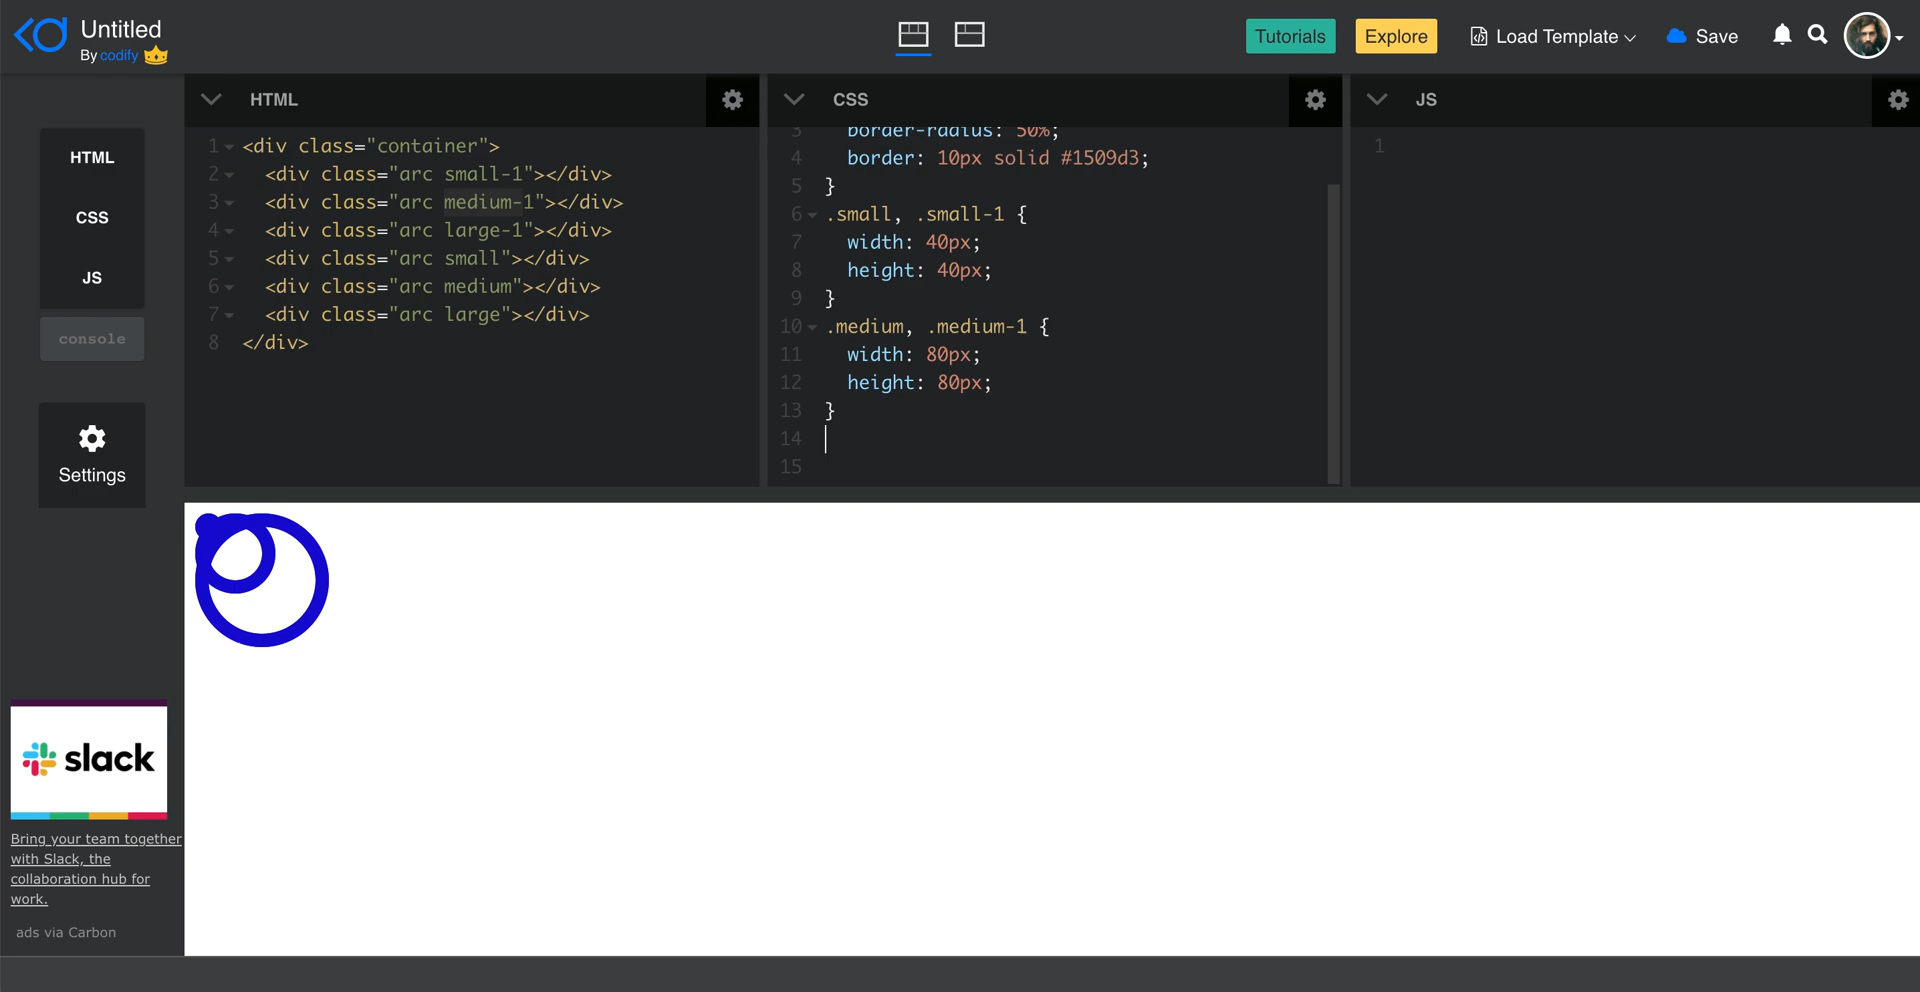 Untitled
By codify
Tutorials
Explore
Load Template
Save
HTML
CSS
JS
console
Settings
HTML
1 <div class="container">
2 <div class="arc small-1"></div>
3 <div class="arc medium-1"></div>
4 <div class="arc large-1"></div>
5 <div class="arc small"></div>
6 <div class="arc medium"></div>
7 <div class="arc large"></div>
8 </div>
CSS
3 border-radius: 50%;
4 border: 10px solid #1509d3;
5 }
6 .small, .small-1 {
7 width: 40px;
8 height: 40px;
9 }
10 .medium, .medium-1 {
11 width: 80px;
12 height: 80px;
13 }
14
15
JS
1
slack
Bring your team together
with Slack, the
collaboration hub for
work.
ads via Carbon